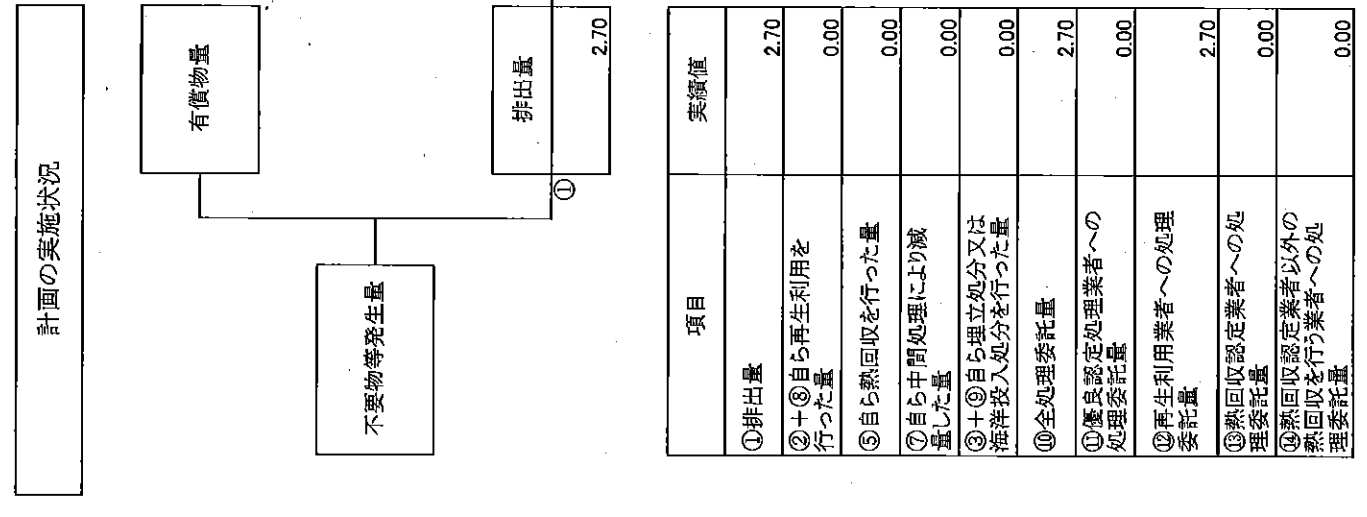 計画の実施状況
有償物量
不要物等発生量
排出量
2.70
①
項目 実績値
①排出量 2.70
②＋⑧自ら再生利用を
行った量 0.00
⑤自ら熱回収を行った量 0.00
⑦自ら中間処理により減
量した量 0.00
③＋⑨自ら埋立処分又は
海洋投入処分を行った量 0.00
⑩全処理委託量 2.70
⑪優良認定処理業者への
処理委託量 0.00
⑫再生利用業者への処理
委託量 2.70
⑬熱回収認定業者への処
理委託量 0.00
⑭熱回収認定業者以外の
熱回収を行う業者への処
理委託量 0.00